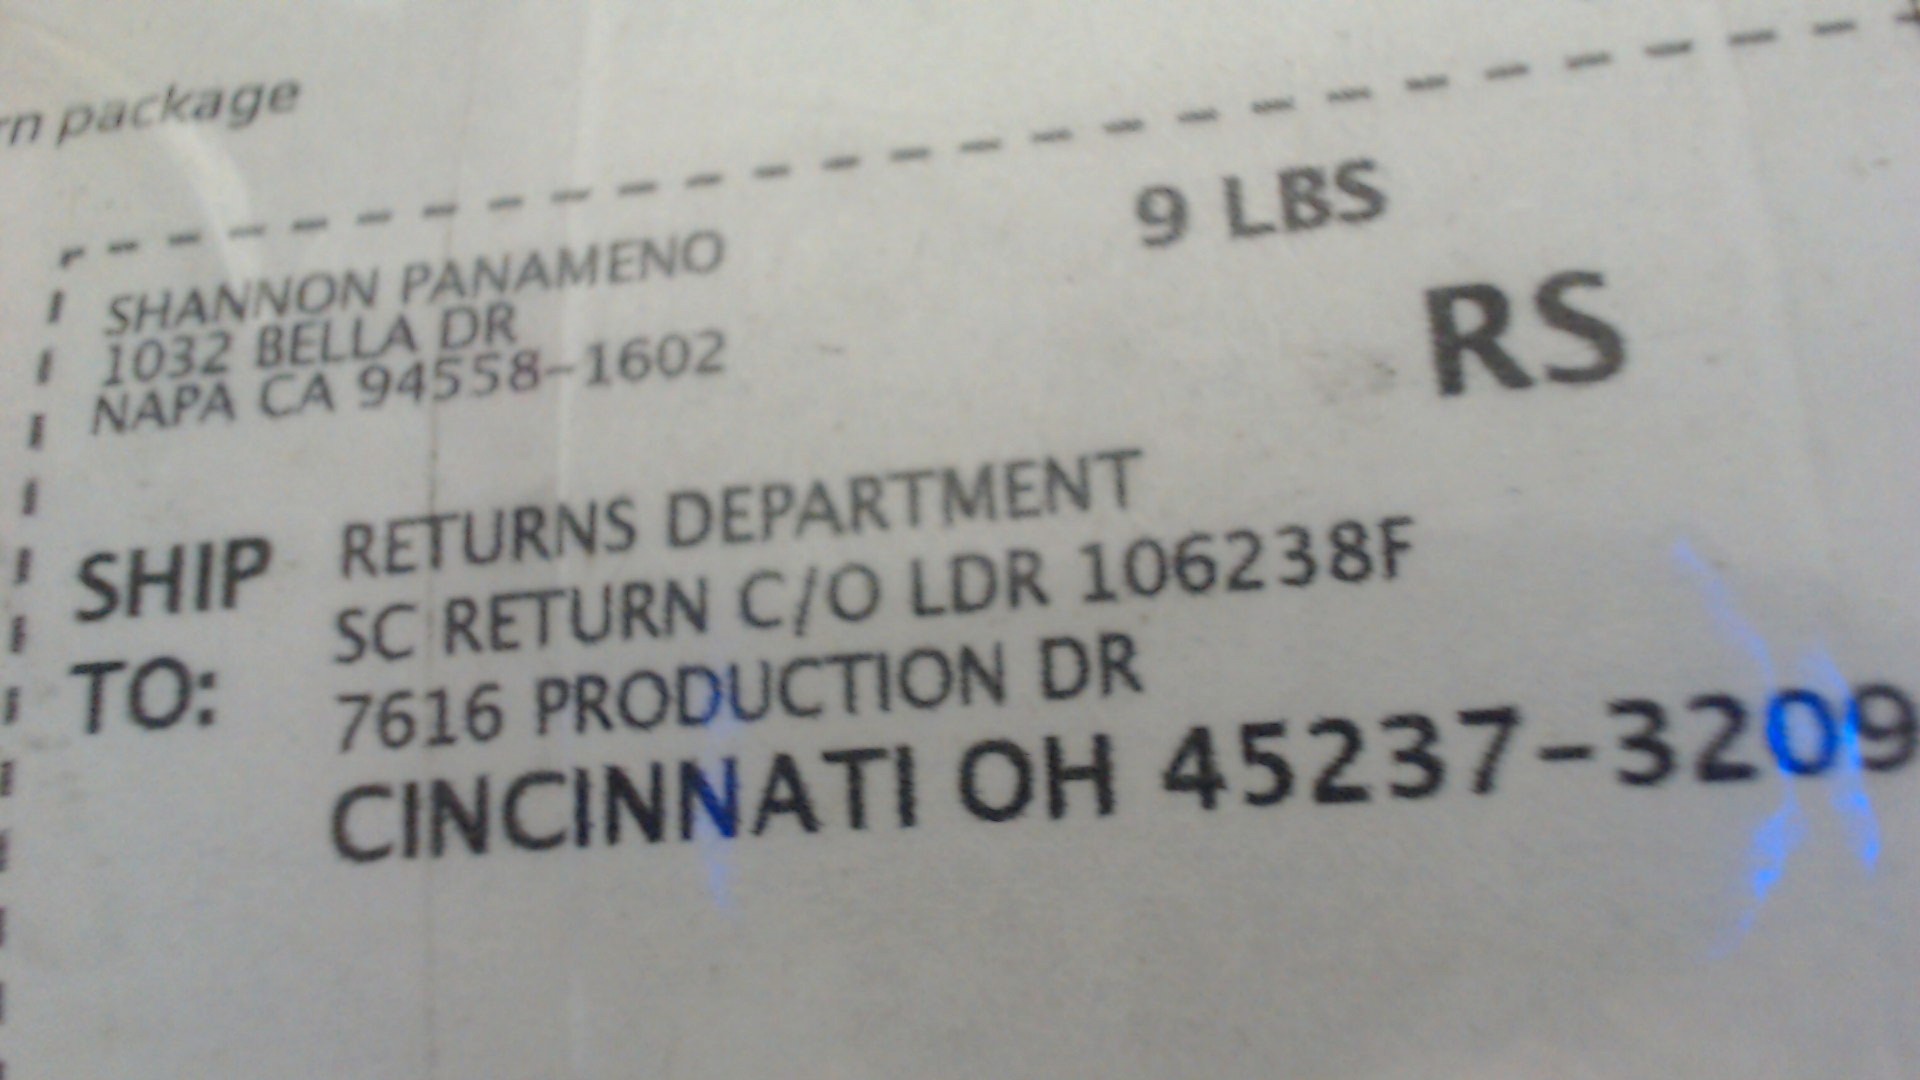 rn package
SHANNON PANAMENO
1032 BELLA DR
NAPA CA 94558-1602
9 LBS
RS
SHIP TO:
RETURNS DEPARTMENT
SC RETURN C/O LDR 106238F
7616 PRODUCTION DR
CINCINNATI OH 45237-3209